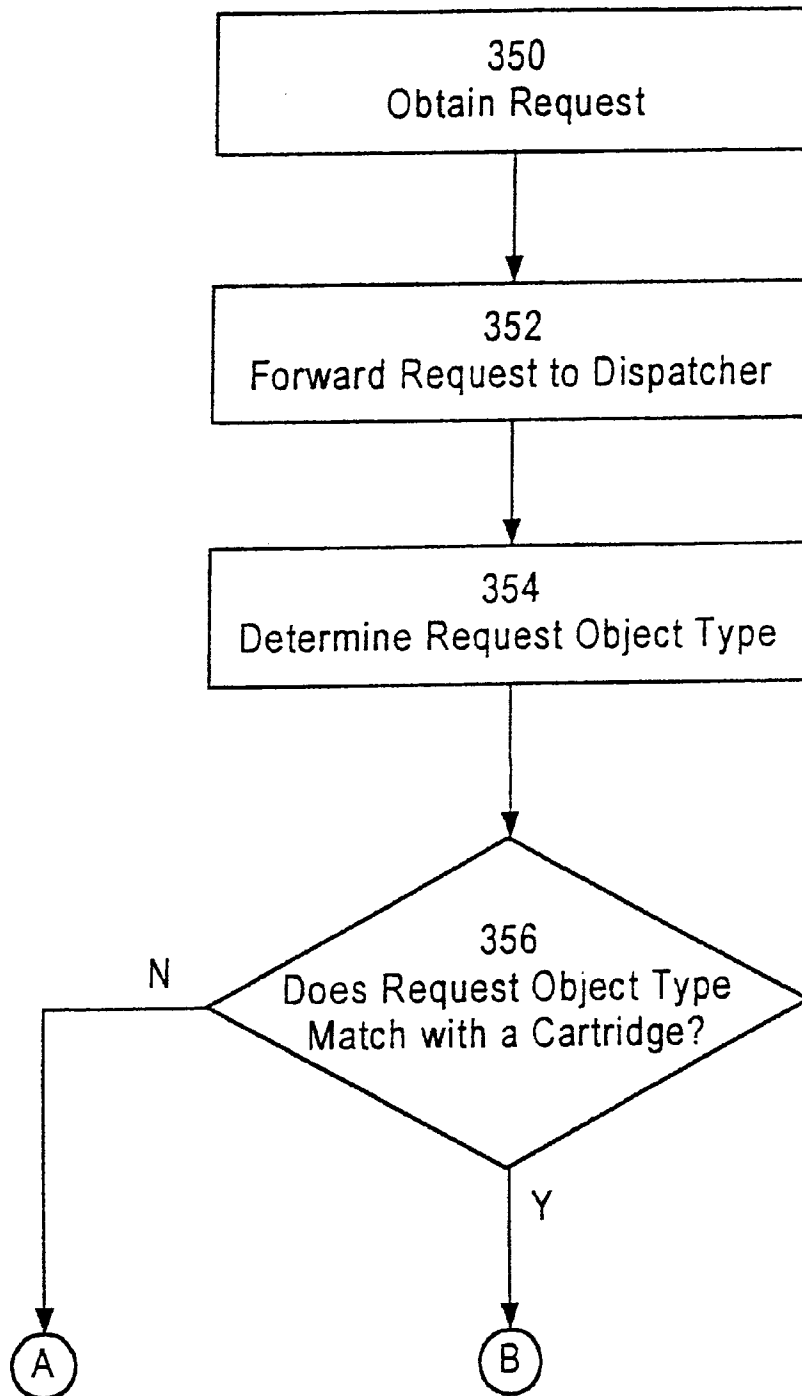 350
Obtain Request
352
Forward Request to Dispatcher
354
Determine Request Object Type
356
Does Request Object Type
Match with a Cartridge?
N
Y
A
B